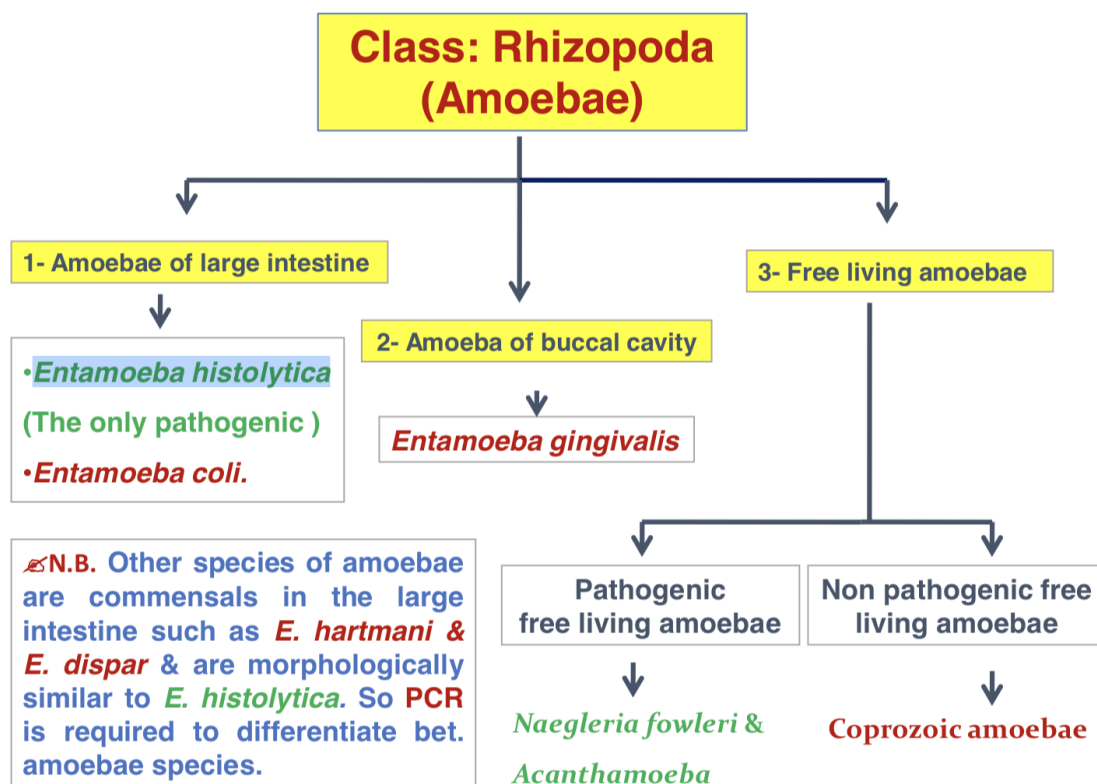 Class: Rhizopoda
(Amoebae)
1- Amoebae of large intestine
•Entamoeba histolytica
(The only pathogenic )
•Entamoeba coli.
2- Amoeba of buccal cavity
Entamoeba gingivalis
3- Free living amoebae
Pathogenic
free living amoebae
Naegleria fowleri &
Acanthamoeba
Non pathogenic free
living amoebae
Coprozoic amoebae
✍N.B. Other species of amoebae
are commensals in the large
intestine such as E. hartmani &
E. dispar & are morphologically
similar to E. histolytica. So PCR
is required to differentiate bet.
amoebae species.